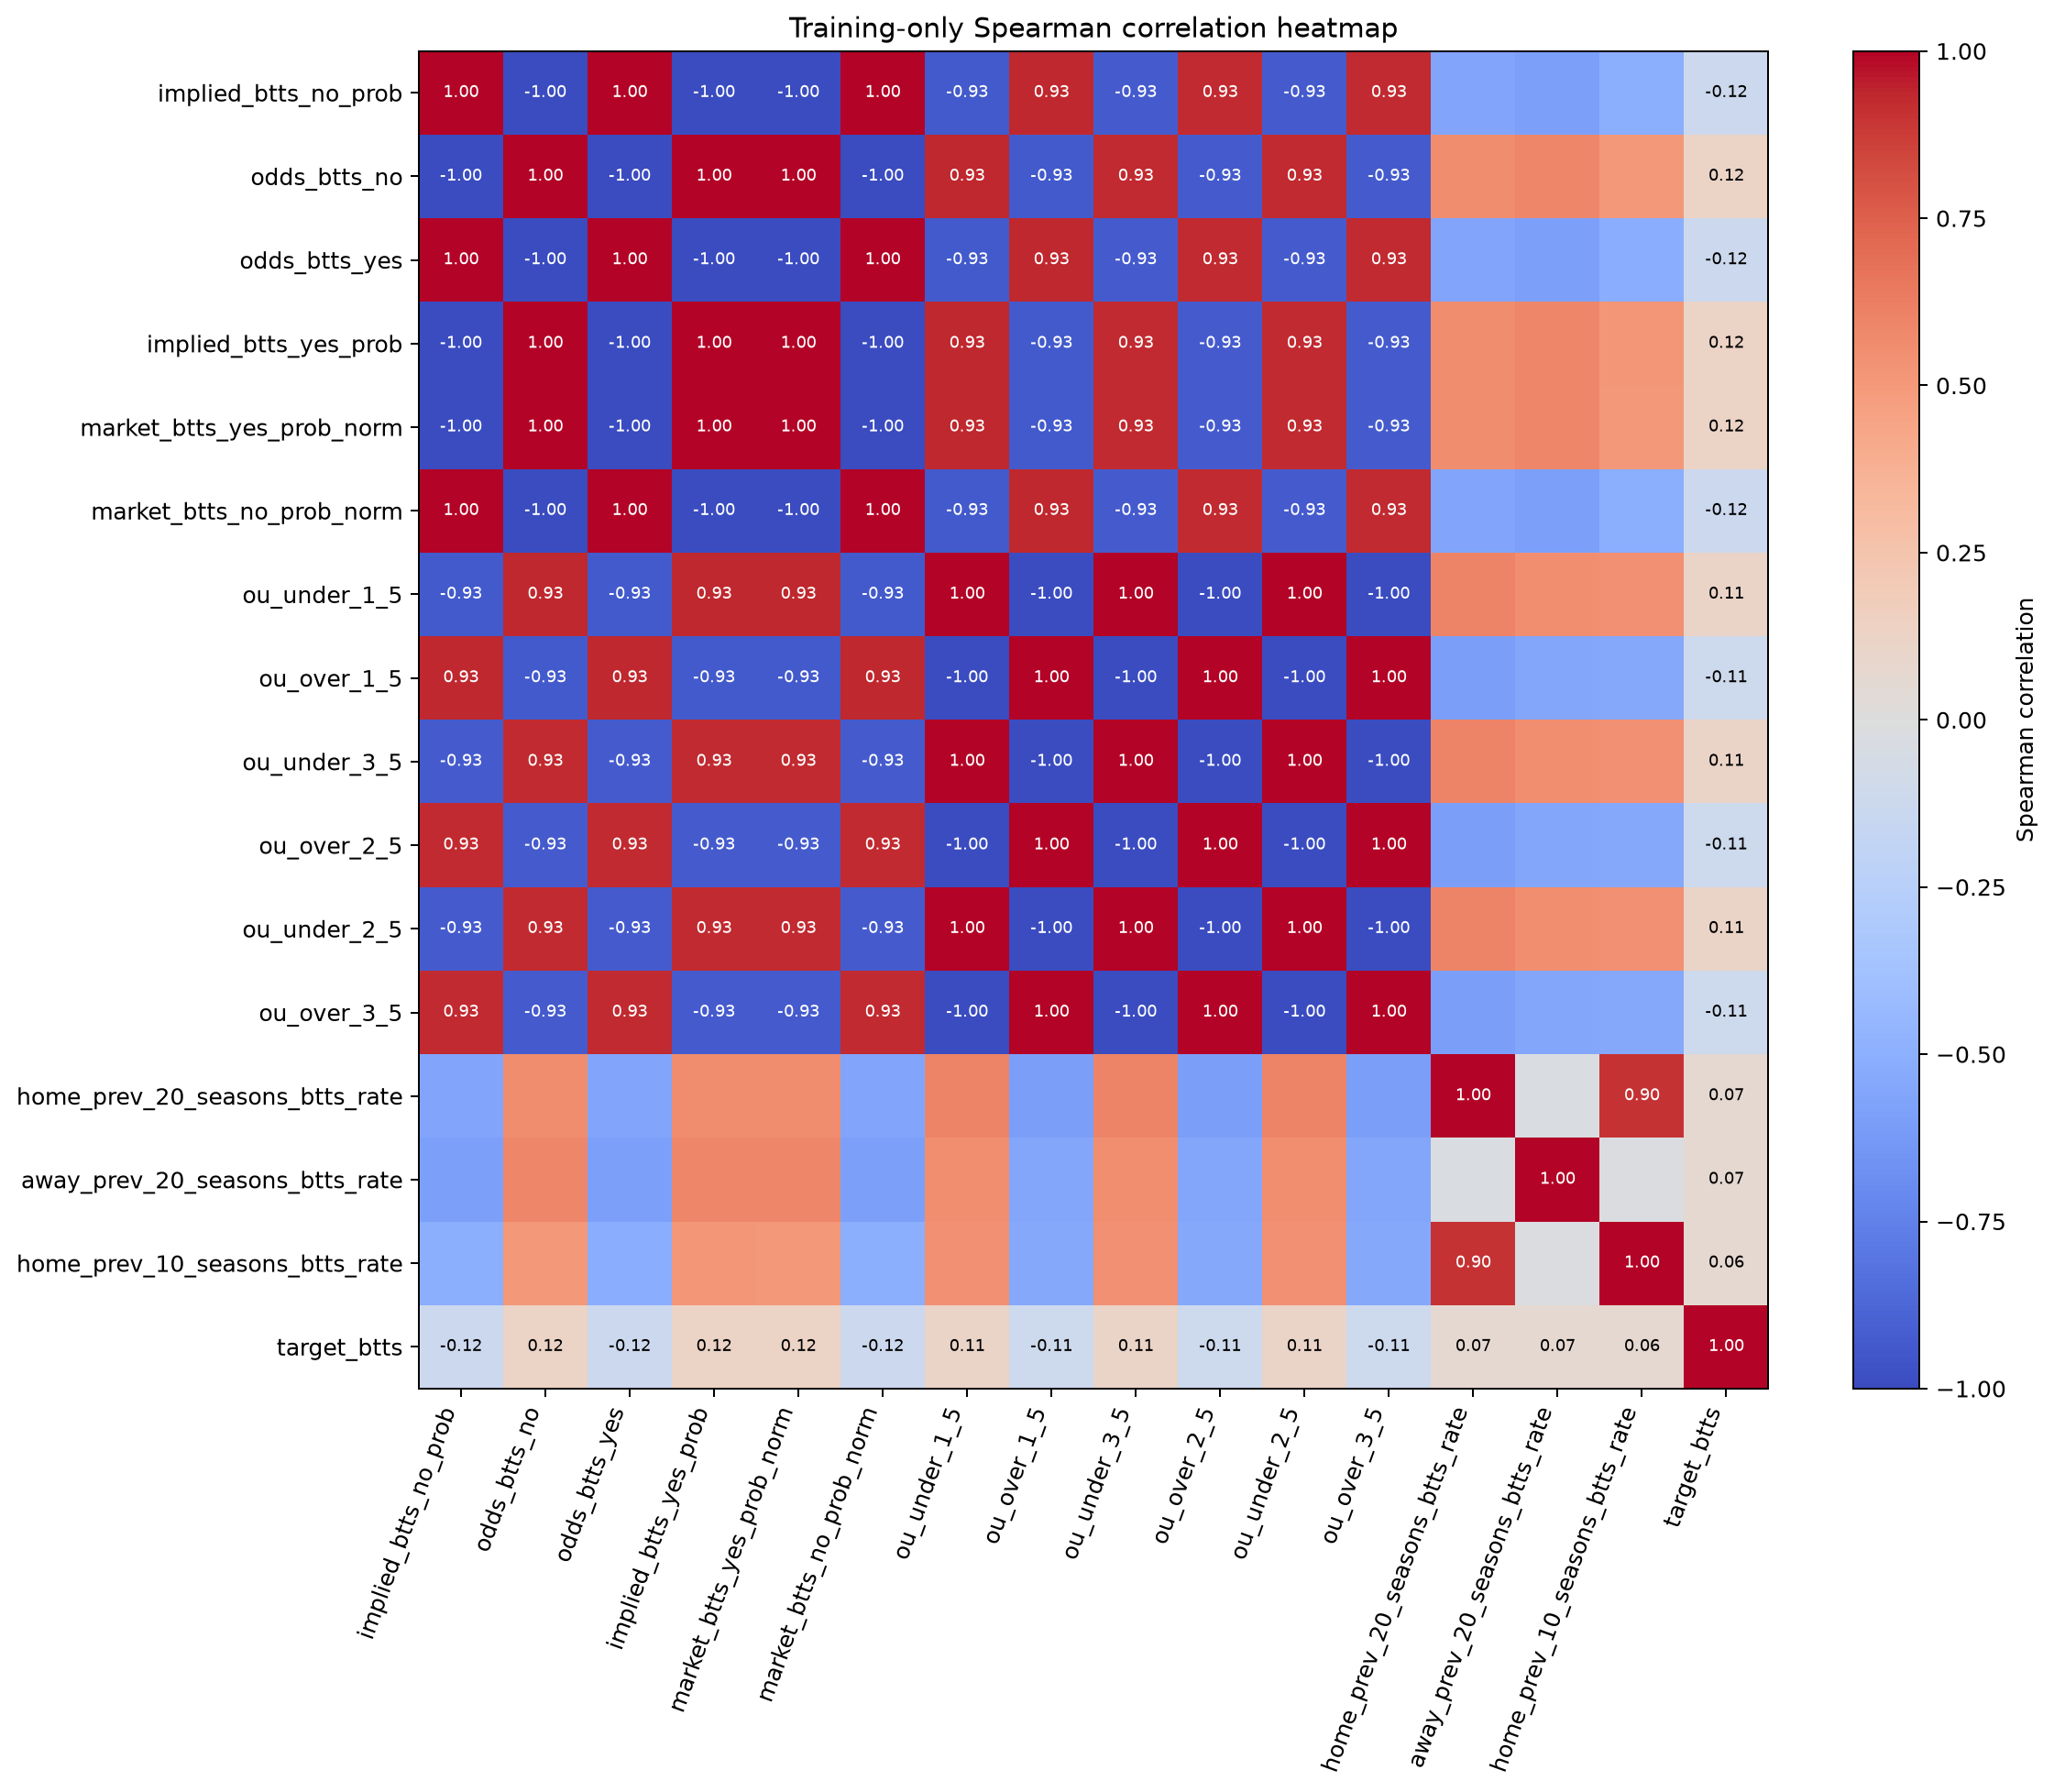 Training-only Spearman correlation heatmap
implied_btts_no_prob 1.00 -1.00 1.00 -1.00 -1.00 1.00 -0.93 0.93 -0.93 0.93 -0.93 0.93 -0.12
odds_btts_no -1.00 1.00 -1.00 1.00 1.00 -1.00 0.93 -0.93 0.93 -0.93 0.93 -0.93 0.12
odds_btts_yes 1.00 -1.00 1.00 -1.00 -1.00 1.00 -0.93 0.93 -0.93 0.93 -0.93 0.93 -0.12
implied_btts_yes_prob -1.00 1.00 -1.00 1.00 1.00 -1.00 0.93 -0.93 0.93 -0.93 0.93 -0.93 0.12
market_btts_yes_prob_norm -1.00 1.00 -1.00 1.00 1.00 -1.00 0.93 -0.93 0.93 -0.93 0.93 -0.93 0.12
market_btts_no_prob_norm 1.00 -1.00 1.00 -1.00 -1.00 1.00 -0.93 0.93 -0.93 0.93 -0.93 0.93 -0.12
ou_under_1_5 -0.93 0.93 -0.93 0.93 0.93 -0.93 1.00 -1.00 1.00 -1.00 1.00 -1.00 0.11
ou_over_1_5 0.93 -0.93 0.93 -0.93 -0.93 0.93 -1.00 1.00 -1.00 1.00 -1.00 1.00 -0.11
ou_under_3_5 -0.93 0.93 -0.93 0.93 0.93 -0.93 1.00 -1.00 1.00 -1.00 1.00 -1.00 0.11
ou_over_2_5 0.93 -0.93 0.93 -0.93 -0.93 0.93 -1.00 1.00 -1.00 1.00 -1.00 1.00 -0.11
ou_under_2_5 -0.93 0.93 -0.93 0.93 0.93 -0.93 1.00 -1.00 1.00 -1.00 1.00 -1.00 0.11
ou_over_3_5 0.93 -0.93 0.93 -0.93 -0.93 0.93 -1.00 1.00 -1.00 1.00 -1.00 1.00 -0.11
home_prev_20_seasons_btts_rate 1.00 0.90 0.07
away_prev_20_seasons_btts_rate 1.00 0.07
home_prev_10_seasons_btts_rate 0.90 1.00 0.06
target_btts -0.12 0.12 -0.12 0.12 0.12 -0.12 0.11 -0.11 0.11 -0.11 0.11 -0.11 0.07 0.07 0.06 1.00
implied_btts_no_prob
odds_btts_no
odds_btts_yes
implied_btts_yes_prob
market_btts_yes_prob_norm
market_btts_no_prob_norm
ou_under_1_5
ou_over_1_5
ou_under_3_5
ou_over_2_5
ou_under_2_5
ou_over_3_5
home_prev_20_seasons_btts_rate
away_prev_20_seasons_btts_rate
home_prev_10_seasons_btts_rate
target_btts
1.00
0.75
0.50
0.25
0.00
−0.25
−0.50
−0.75
−1.00
Spearman correlation